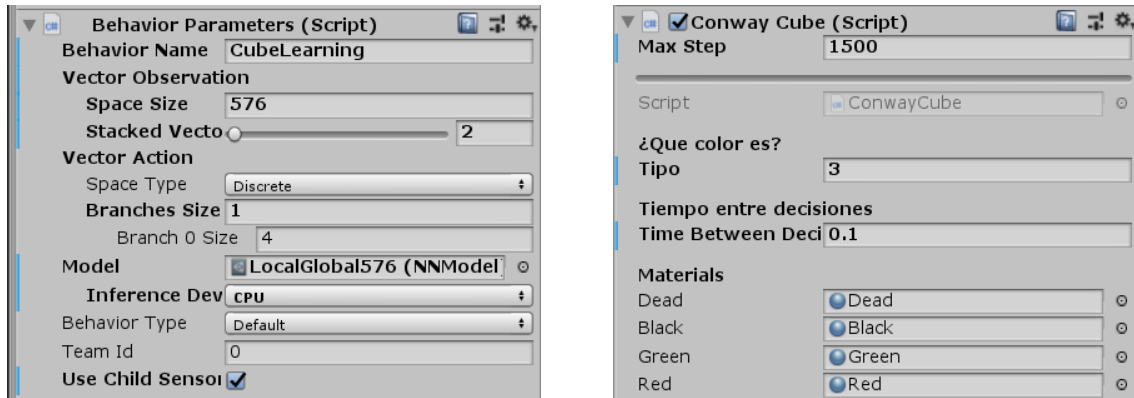 Behavior Parameters (Script)
Behavior Name CubeLearning
Vector Observation
Space Size 576
Stacked Vecto 2
Vector Action
Space Type Discrete
Branches Size 1
Branch 0 Size 4
Model LocalGlobal576 (NNModel)
Inference Dev CPU
Behavior Type Default
Team Id 0
Use Child Sensor
Conway Cube (Script)
Max Step 1500
Script ConwayCube
¿Que color es?
Tipo 3
Tiempo entre decisiones
Time Between Deci 0.1
Materials
Dead Dead
Black Black
Green Green
Red Red